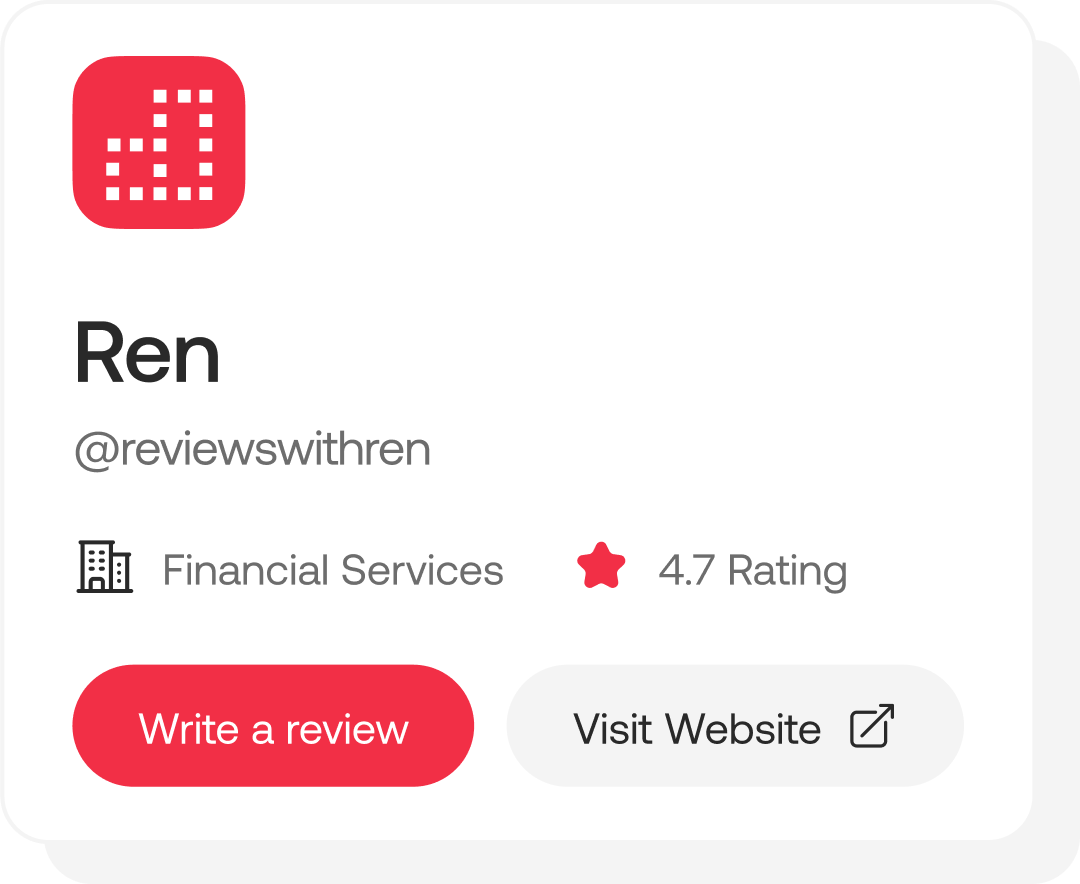 Ren
@reviewswithren
Financial Services
4.7 Rating
Write a review
Visit Website